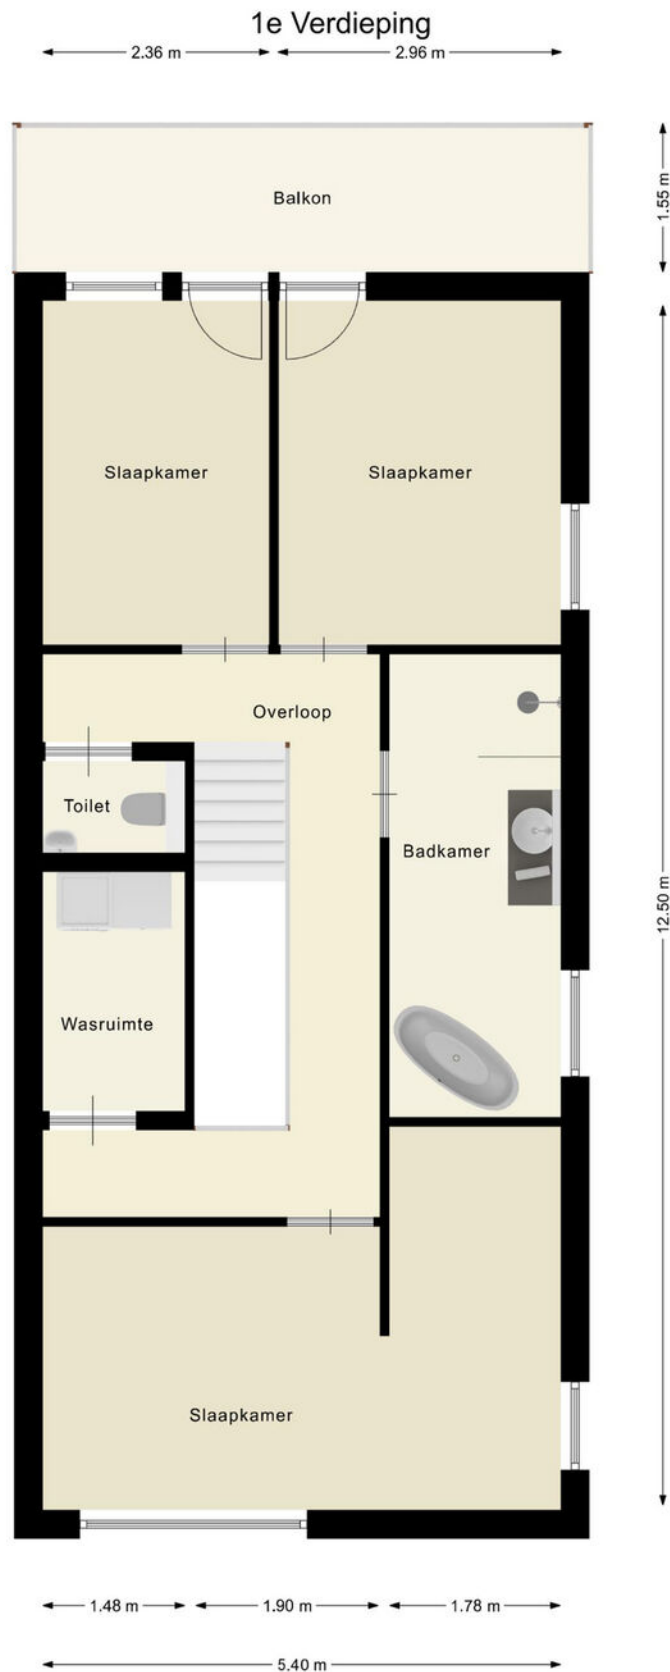 1e Verdieping
2.36 m
2.96 m
1.55 m
Balkon
Slaapkamer
Slaapkamer
Overloop
Toilet
Badkamer
12.50 m
Wasruimte
Slaapkamer
1.48 m
1.90 m
1.78 m
5.40 m